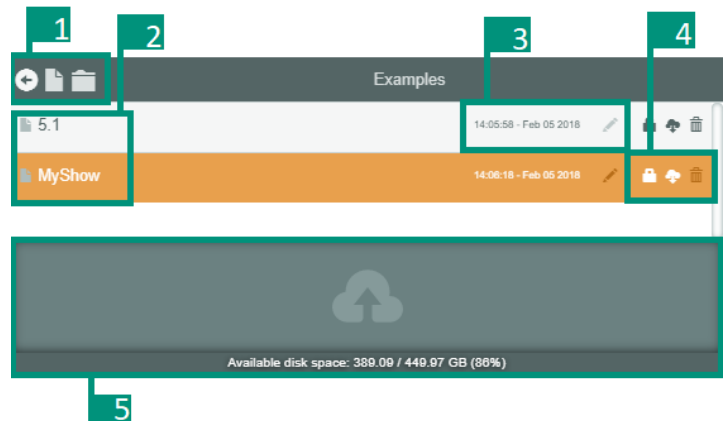 1
2
3
4
Examples
5.1
14:05:58 - Feb 05 2018
MyShow
14:06:18 - Feb 05 2018
Available disk space: 389.09 / 449.97 GB (86%)
5